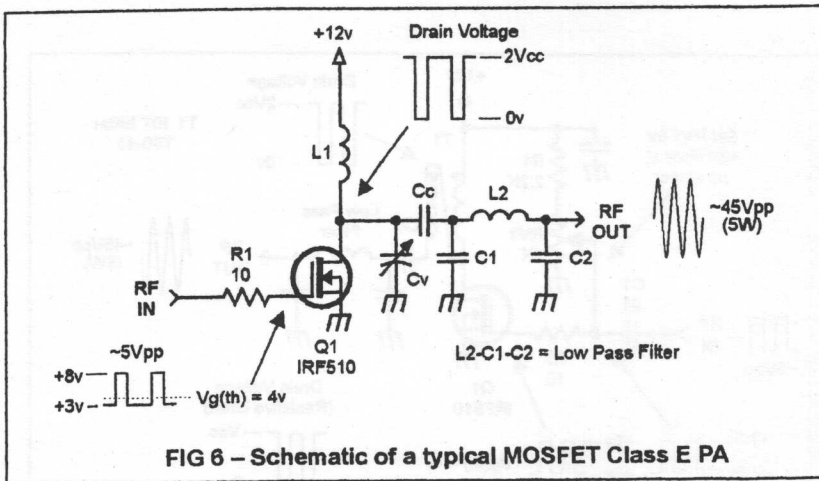 +12v
Drain Voltage
2Vcc
0v
L1
Cc
L2
RF OUT
~45Vpp
(5W)
R1
10
RF IN
Cv
C1
C2
Q1
IRF510
L2-C1-C2 = Low Pass Filter
~5Vpp
+8v
+3v
Vg(th) = 4v
FIG 6 – Schematic of a typical MOSFET Class E PA